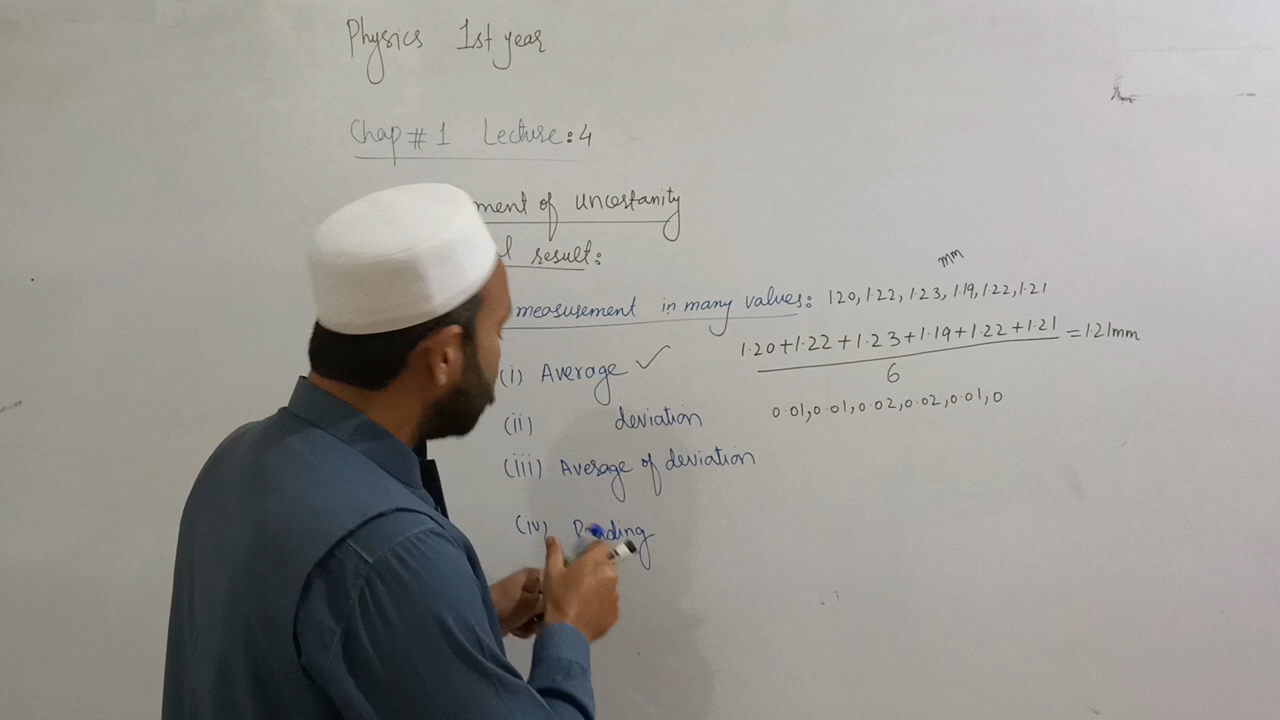 Physics 1st year
Chap # 1 Lecture: 4
ment of uncertanity
l result:
mm
measurement in many values: 1.20, 1.22, 1.23, 1.19, 1.22, 1.21
1.20+1.22+1.23+1.19+1.22+1.21 = 1.21mm
6
(i) Average ✓
(ii) deviation 0.01, 0.01, 0.02, 0.02, 0.01, 0
(iii) Average of deviation
(iv)